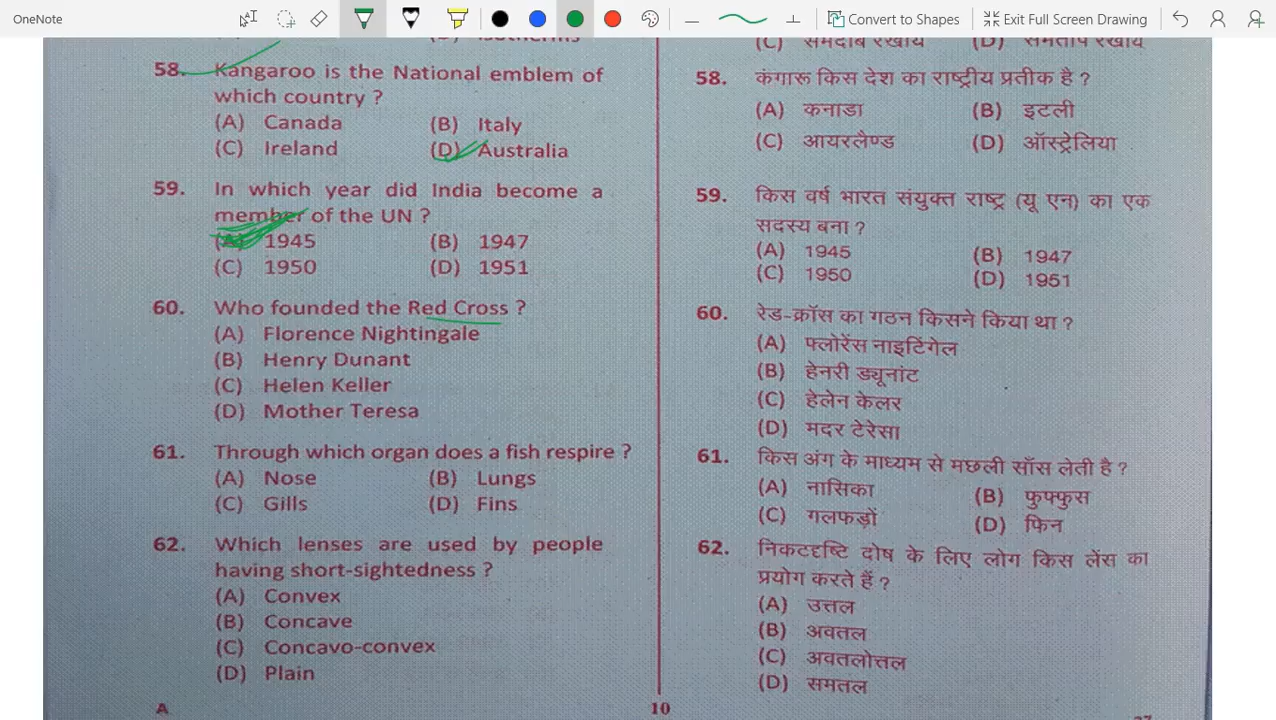 OneNote
Convert to Shapes
Exit Full Screen Drawing
58. Kangaroo is the National emblem of
which country ?
(A) Canada (B) Italy
(C) Ireland (D) Australia
59. In which year did India become a
member of the UN ?
(A) 1945 (B) 1947
(C) 1950 (D) 1951
60. Who founded the Red Cross ?
(A) Florence Nightingale
(B) Henry Dunant
(C) Helen Keller
(D) Mother Teresa
61. Through which organ does a fish respire ?
(A) Nose (B) Lungs
(C) Gills (D) Fins
62. Which lenses are used by people
having short-sightedness ?
(A) Convex
(B) Concave
(C) Concavo-convex
(D) Plain
A
(C) समदाब रेखाय (D) समताप रेखाय
58. कंगारू किस देश का राष्ट्रीय प्रतीक है ?
(A) कनाडा (B) इटली
(C) आयरलैण्ड (D) ऑस्ट्रेलिया
59. किस वर्ष भारत संयुक्त राष्ट्र (यू एन) का एक
सदस्य बना ?
(A) 1945 (B) 1947
(C) 1950 (D) 1951
60. रेड-क्रॉस का गठन किसने किया था ?
(A) फ्लोरेंस नाइटिंगेल
(B) हेनरी ड्यूनांट
(C) हेलेन केलर
(D) मदर टेरेसा
61. किस अंग के माध्यम से मछली साँस लेती है ?
(A) नासिका (B) फुफ्फुस
(C) गलफड़ों (D) फिन
62. निकटदृष्टि दोष के लिए लोग किस लेंस का
प्रयोग करते हैं ?
(A) उत्तल
(B) अवतल
(C) अवतलोत्तल
(D) समतल
10